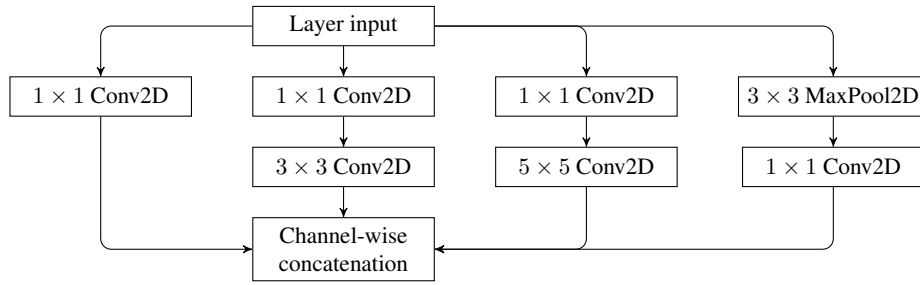 Layer input
1 × 1 Conv2D
1 × 1 Conv2D
1 × 1 Conv2D
3 × 3 MaxPool2D
3 × 3 Conv2D
5 × 5 Conv2D
1 × 1 Conv2D
Channel-wise
concatenation